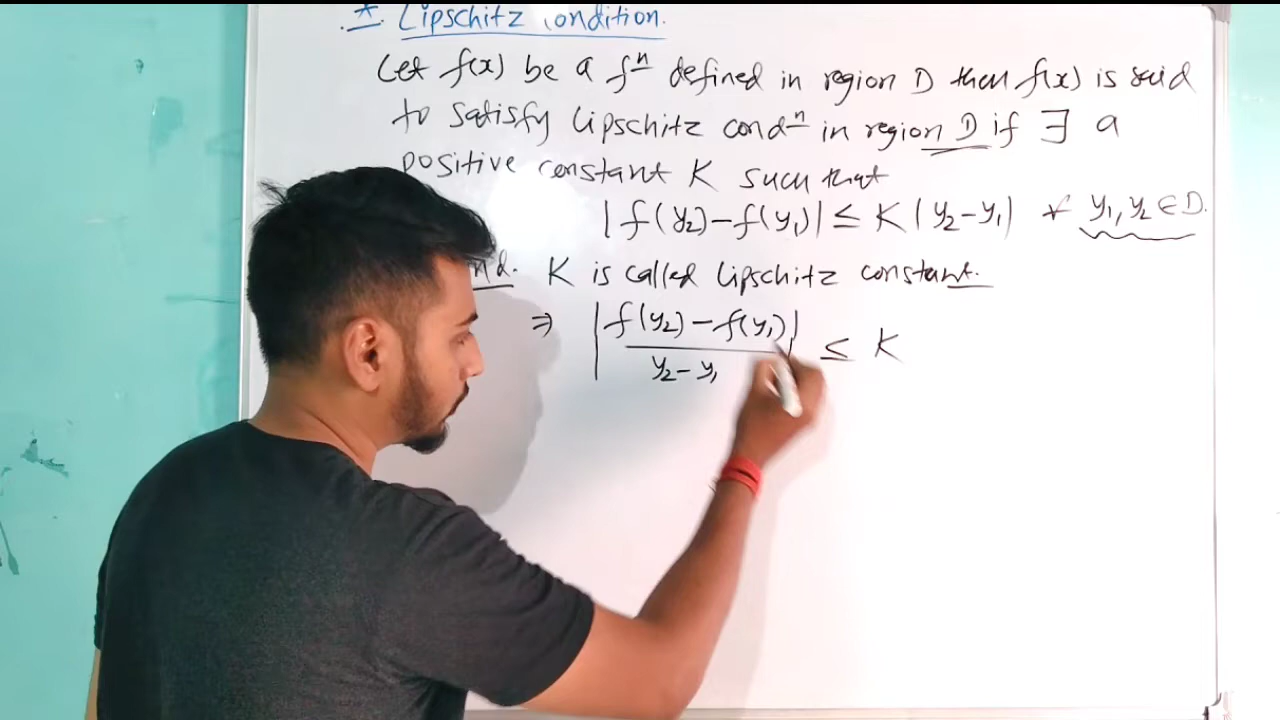 * Lipschitz condition.
Let f(x) be a fⁿ defined in region D then f(x) is said
to satisfy Lipschitz condⁿ in region D if ∃ a
positive constant K such that
|f(y₂)-f(y₁)| ≤ K|y₂-y₁| ∀ y₁,y₂ ∈ D.
K is called Lipschitz constant.
⇒ |f(y₂)-f(y₁)/y₂-y₁| ≤ K